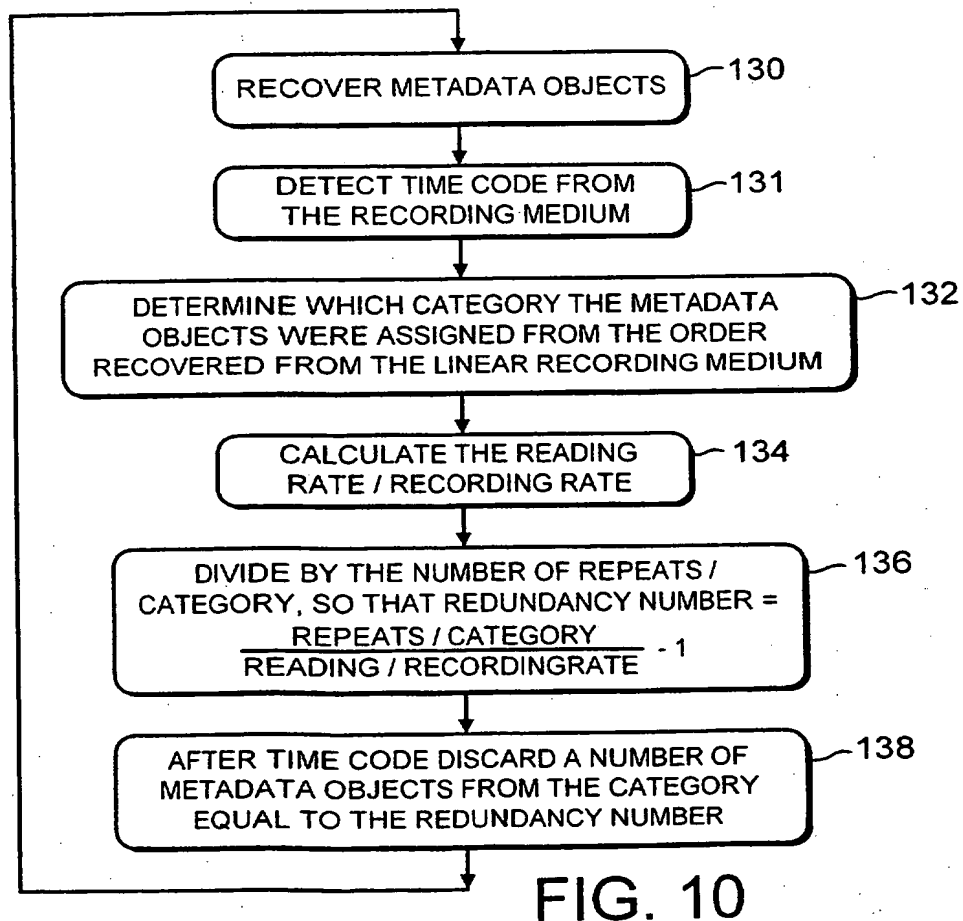 RECOVER METADATA OBJECTS
130
DETECT TIME CODE FROM
THE RECORDING MEDIUM
131
DETERMINE WHICH CATEGORY THE METADATA
OBJECTS WERE ASSIGNED FROM THE ORDER
RECOVERED FROM THE LINEAR RECORDING MEDIUM
132
CALCULATE THE READING
RATE / RECORDING RATE
134
DIVIDE BY THE NUMBER OF REPEATS /
CATEGORY, SO THAT REDUNDANCY NUMBER =
REPEATS / CATEGORY
READING / RECORDINGRATE - 1
136
AFTER TIME CODE DISCARD A NUMBER OF
METADATA OBJECTS FROM THE CATEGORY
EQUAL TO THE REDUNDANCY NUMBER
138
FIG. 10